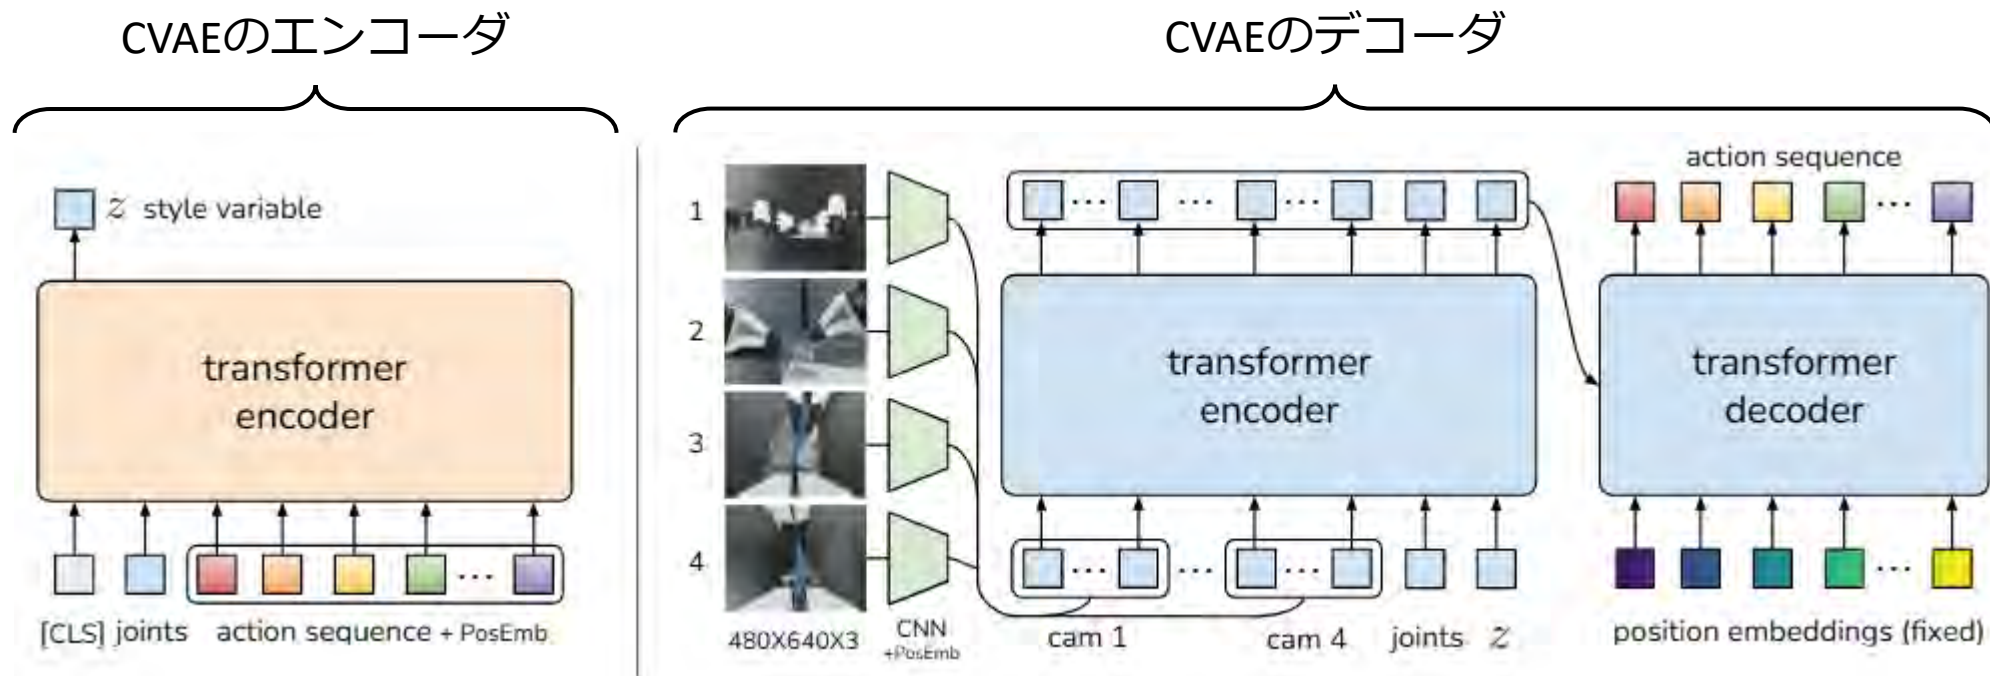 CVAEのエンコーダ
CVAEのデコーダ
z style variable
transformer
encoder
[CLS] joints action sequence + PosEmb
1
2
3
4
480X640X3
CNN
+PosEmb
transformer
encoder
cam 1
cam 4
joints
z
action sequence
transformer
decoder
position embeddings (fixed)